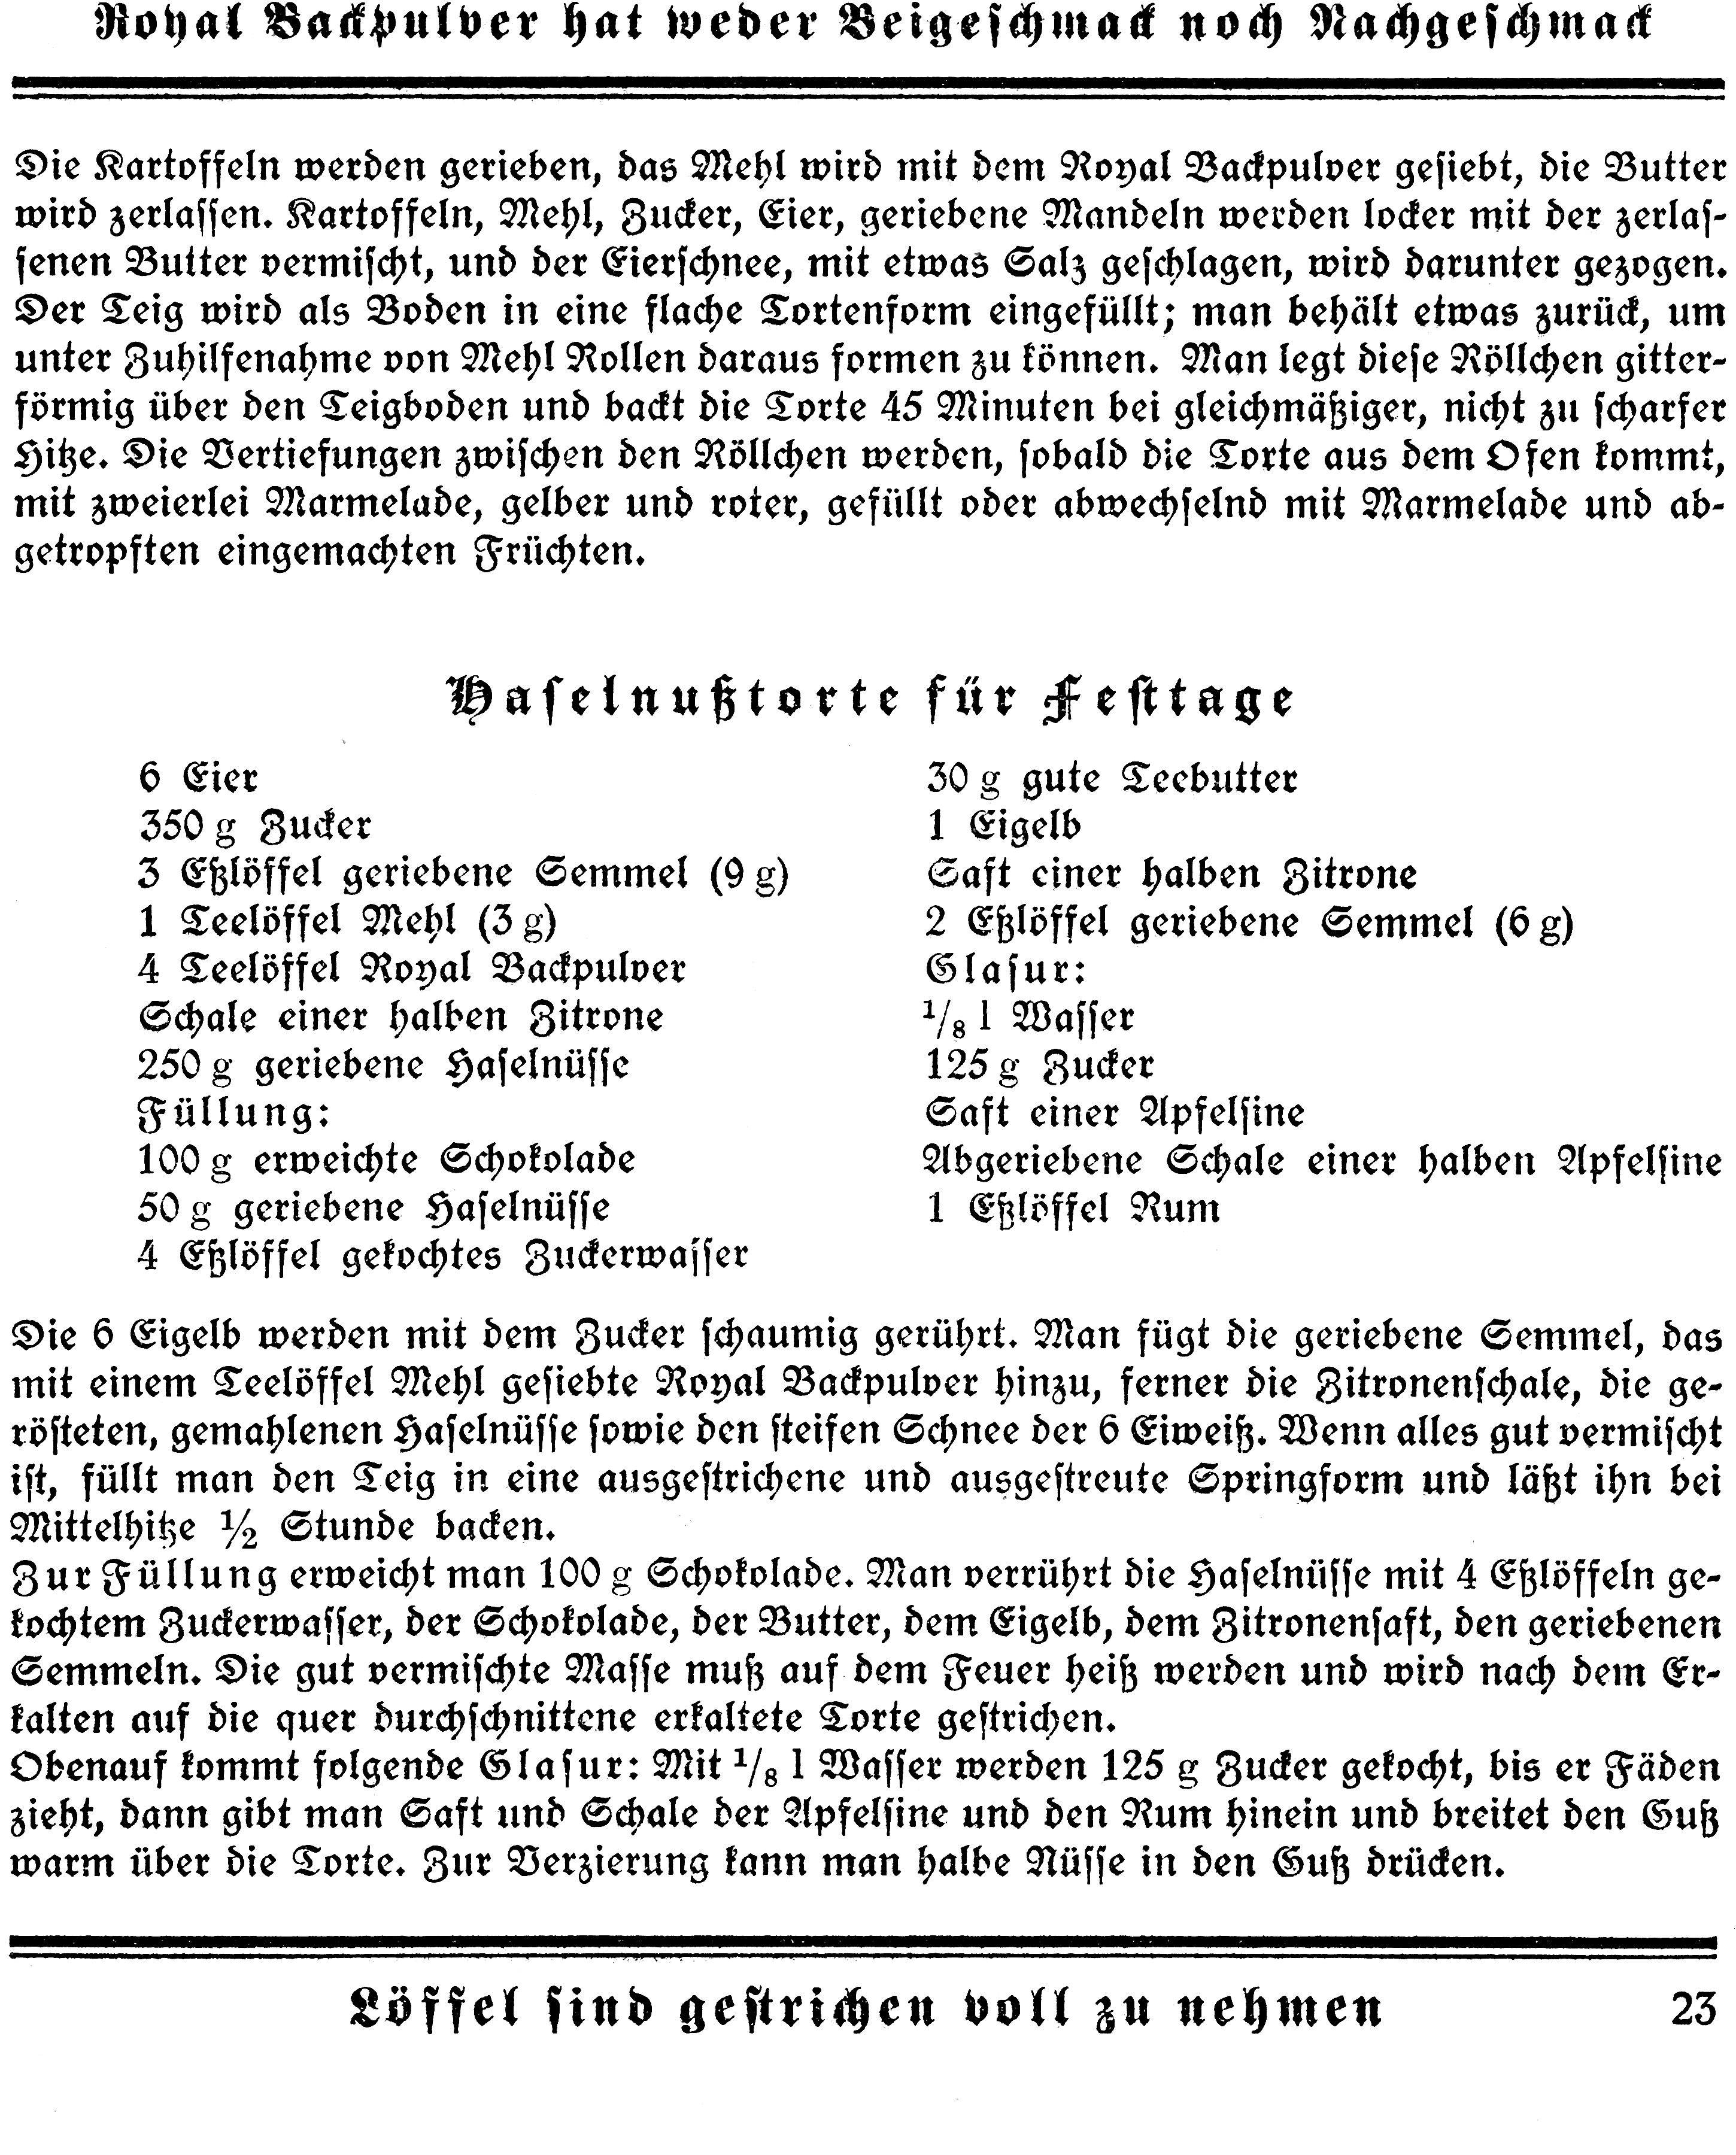 Royal Backpulver hat weder Beigeschmack noch Nachgeschmack
Die Kartoffeln werden gerieben, das Mehl wird mit dem Royal Backpulver gesiebt, die Butter
wird zerlassen. Kartoffeln, Mehl, Zucker, Eier, geriebene Mandeln werden locker mit der zerlas-
senen Butter vermischt, und der Eierschnee, mit etwas Salz geschlagen, wird darunter gezogen.
Der Teig wird als Boden in eine flache Tortenform eingefüllt; man behält etwas zurück, um
unter Zuhilfenahme von Mehl Rollen daraus formen zu können. Man legt diese Röllchen gitter-
förmig über den Teigboden und backt die Torte 45 Minuten bei gleichmäßiger, nicht zu scharfer
Hitze. Die Vertiefungen zwischen den Röllchen werden, sobald die Torte aus dem Ofen kommt,
mit zweierlei Marmelade, gelber und roter, gefüllt oder abwechselnd mit Marmelade und ab-
getropften eingemachten Früchten.
Haselnußtorte für Festtage
6 Eier
350 g Zucker
3 Eßlöffel geriebene Semmel (9 g)
1 Teelöffel Mehl (3 g)
4 Teelöffel Royal Backpulver
Schale einer halben Zitrone
250 g geriebene Haselnüsse
Füllung:
100 g erweichte Schokolade
50 g geriebene Haselnüsse
4 Eßlöffel gekochtes Zuckerwasser
30 g gute Teebutter
1 Eigelb
Saft einer halben Zitrone
2 Eßlöffel geriebene Semmel (6 g)
Glasur:
1/8 l Wasser
125 g Zucker
Saft einer Apfelsine
Abgeriebene Schale einer halben Apfelsine
1 Eßlöffel Rum
Die 6 Eigelb werden mit dem Zucker schaumig gerührt. Man fügt die geriebene Semmel, das
mit einem Teelöffel Mehl gesiebte Royal Backpulver hinzu, ferner die Zitronenschale, die ge-
rösteten, gemahlenen Haselnüsse sowie den steifen Schnee der 6 Eiweiß. Wenn alles gut vermischt
ist, füllt man den Teig in eine ausgestrichene und ausgestreute Springform und läßt ihn bei
Mittelhitze ½ Stunde backen.
Zur Füllung erweicht man 100 g Schokolade. Man verrührt die Haselnüsse mit 4 Eßlöffeln ge-
kochtem Zuckerwasser, der Schokolade, der Butter, dem Eigelb, dem Zitronensaft, den geriebenen
Semmeln. Die gut vermischte Masse muß auf dem Feuer heiß werden und wird nach dem Er-
kalten auf die quer durchschnittene erkaltete Torte gestrichen.
Obenauf kommt folgende Glasur: Mit 1/8 l Wasser werden 125 g Zucker gekocht, bis er Fäden
zieht, dann gibt man Saft und Schale der Apfelsine und den Rum hinein und breitet den Guß
warm über die Torte. Zur Verzierung kann man halbe Nüsse in den Guß drücken.
Löffel sind gestrichen voll zu nehmen 23